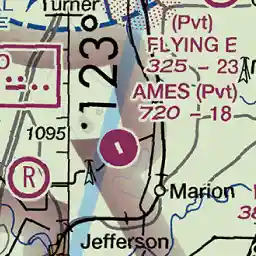 Turner
(Pvt)
FLYING E
325 - 23
AMES (Pvt)
720 - 18
123°
1095
R
Marion
Jefferson